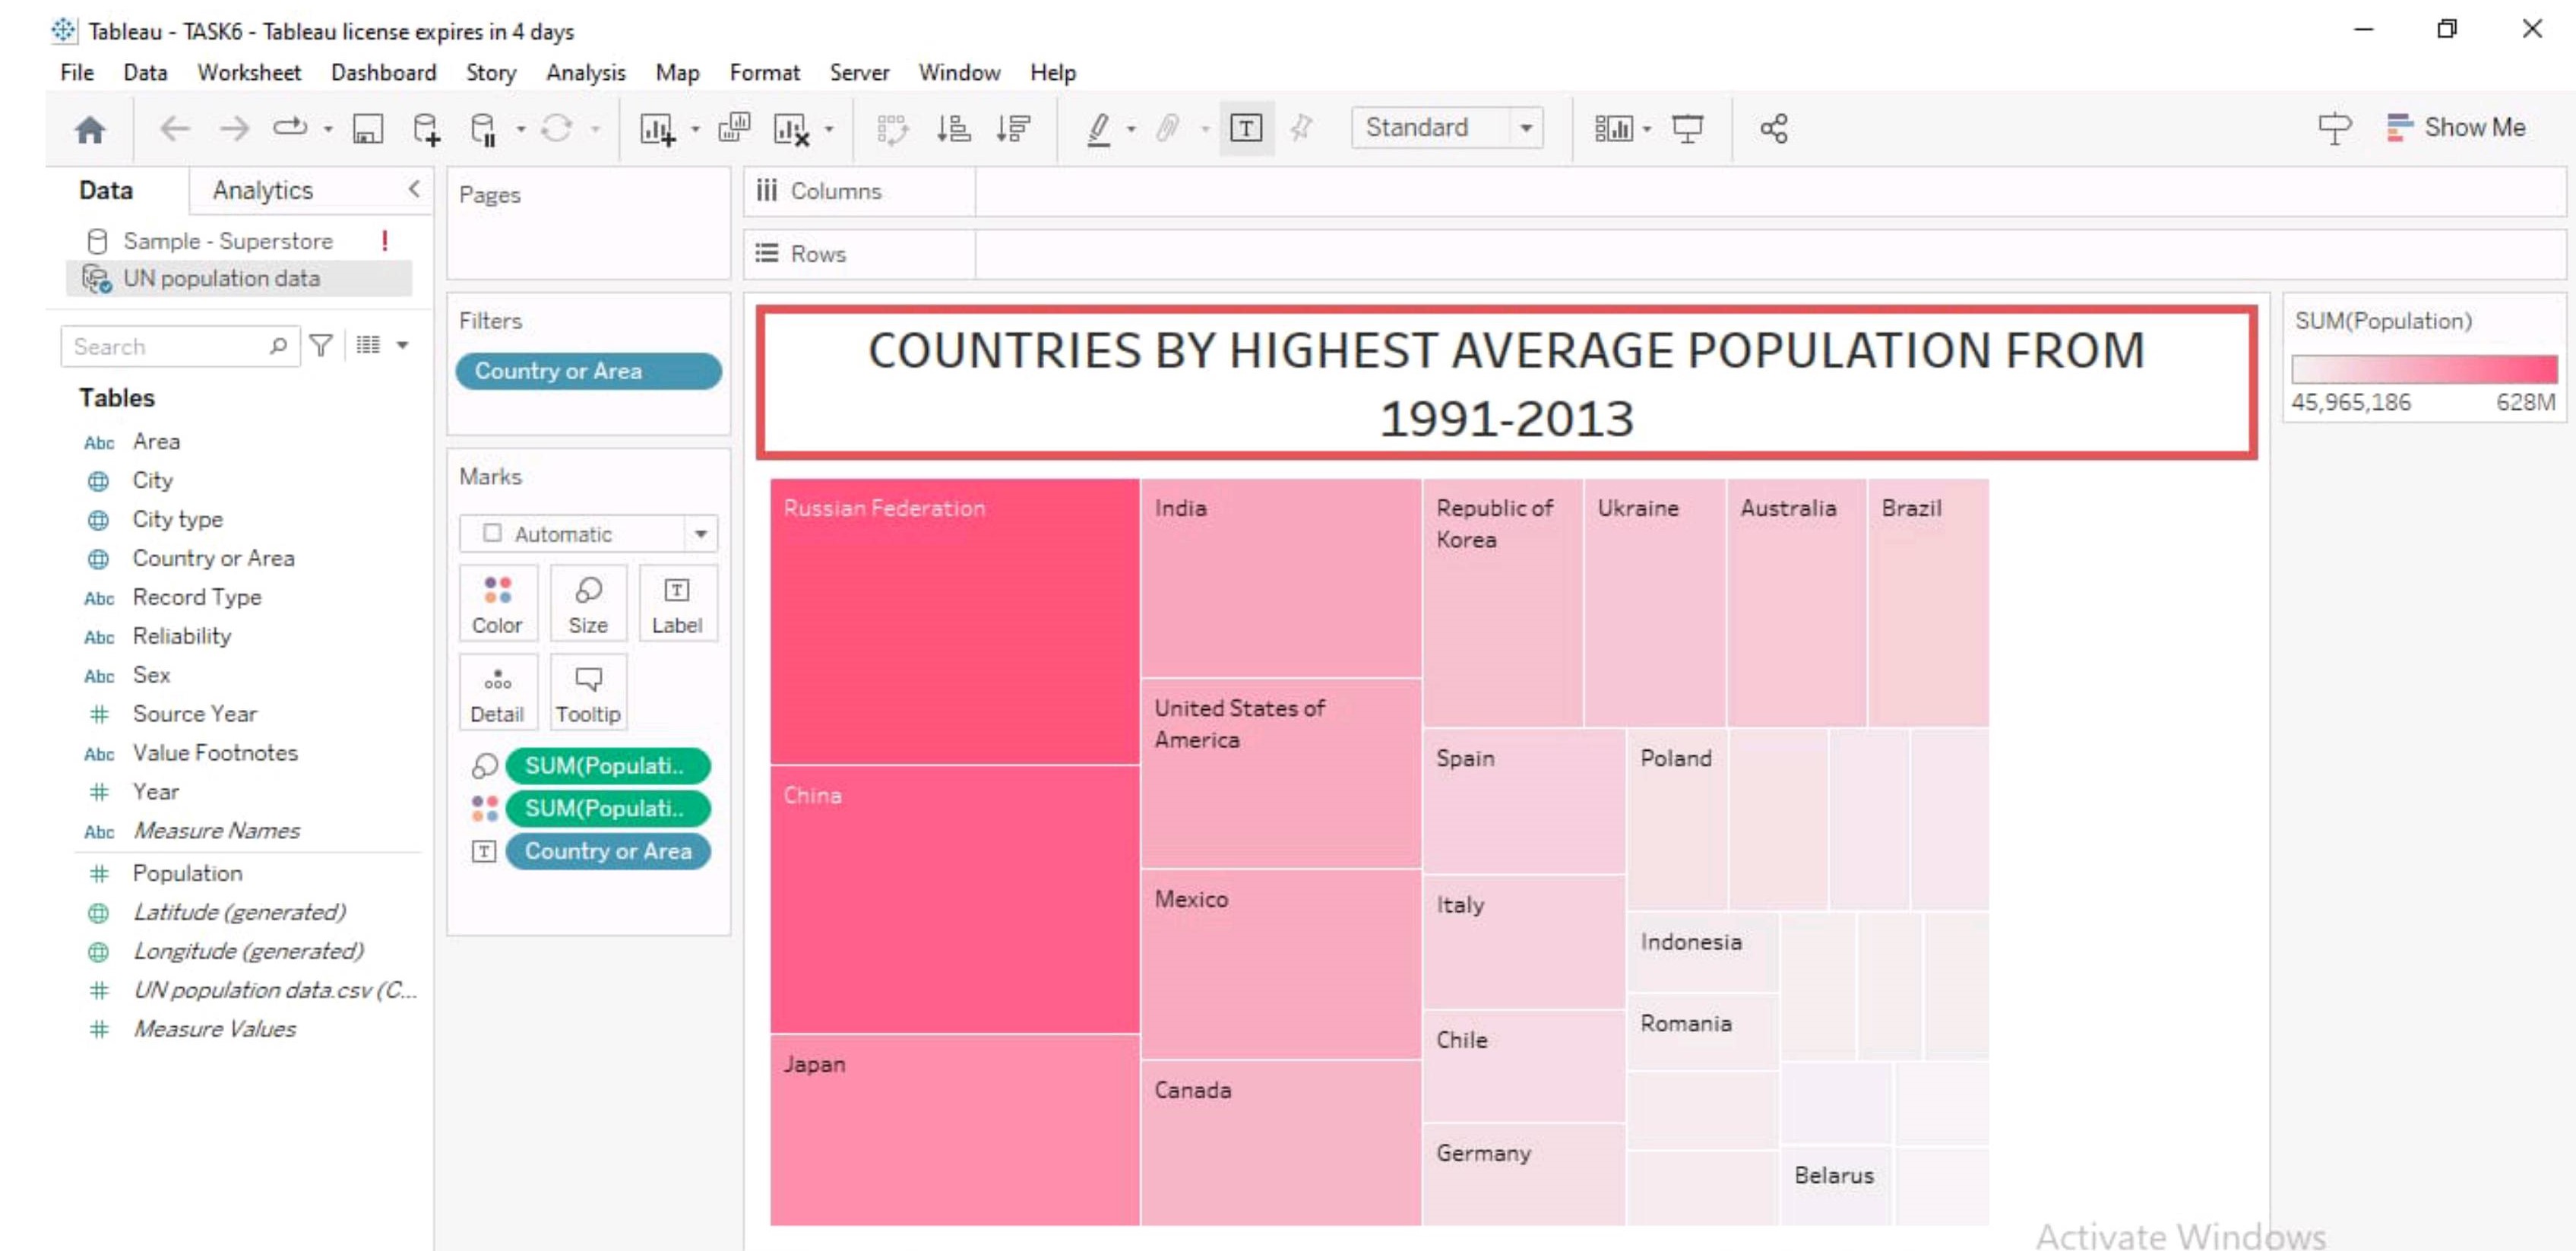 Tableau - TASK6 - Tableau license expires in 4 days
File Data Worksheet Dashboard Story Analysis Map Format Server Window Help
T Standard Show Me
Data Analytics
Sample - Superstore !
UN population data
Search
Tables
Abc Area
City
City type
Country or Area
Abc Record Type
Abc Reliability
Abc Sex
# Source Year
Abc Value Footnotes
# Year
Abc Measure Names
# Population
Latitude (generated)
Longitude (generated)
# UN population data.csv (C...
# Measure Values
Pages
Filters
Country or Area
Marks
Automatic
Color Size T Label
Detail Tooltip
SUM(Populati..
SUM(Populati..
T Country or Area
Columns
Rows
COUNTRIES BY HIGHEST AVERAGE POPULATION FROM
1991-2013
Russian Federation
China
Japan
India
United States of
America
Mexico
Canada
Republic of
Korea
Ukraine
Australia
Brazil
Spain
Italy
Chile
Germany
Poland
Indonesia
Romania
Belarus
SUM(Population)
45,965,186 628M
Activate Windows